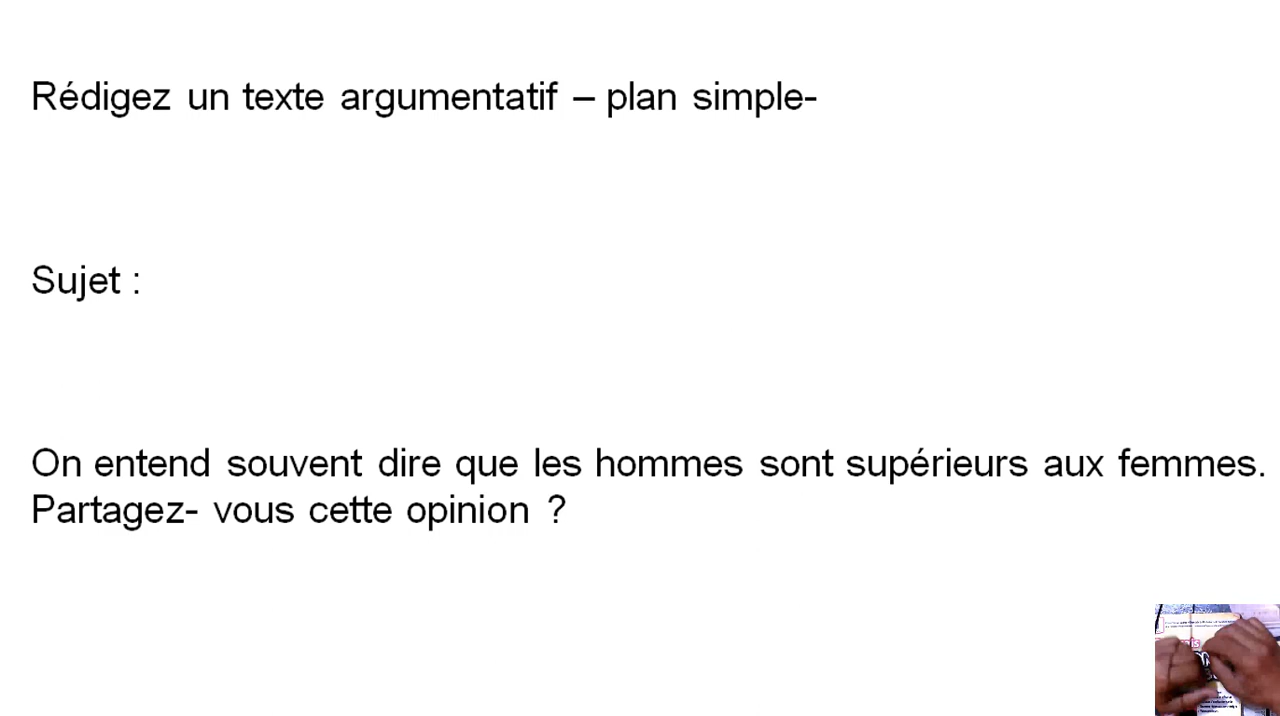 Rédigez un texte argumentatif – plan simple-
Sujet :
On entend souvent dire que les hommes sont supérieurs aux femmes.
Partagez- vous cette opinion ?